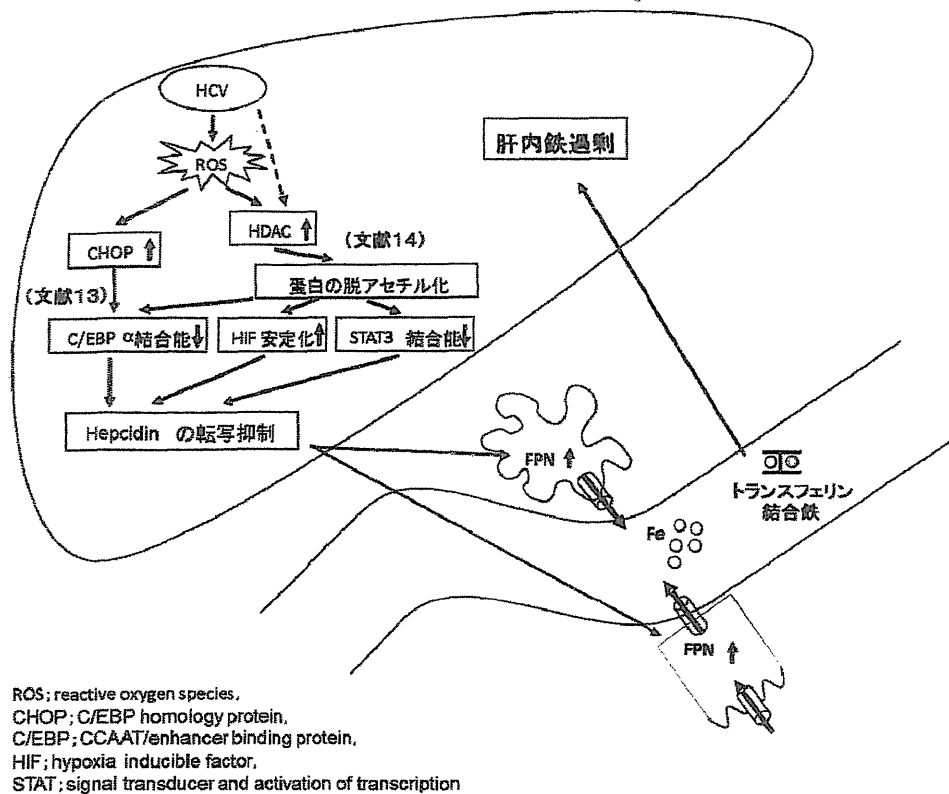 HCV
肝内鉄過剰
ROS
HDAC ↑
(文献14)
CHOP ↑
蛋白の脱アセチル化
(文献13)
C/EBP α結合能↓
HIF 安定化↑
STAT3 結合能↓
Hepcidin の転写抑制
FPN ↑
トランスフェリン
結合鉄
Fe
FPN ↑
ROS; reactive oxygen species,
CHOP; C/EBP homology protein,
C/EBP; CCAAT/enhancer binding protein,
HIF; hypoxia inducible factor,
STAT; signal transducer and activation of transcription